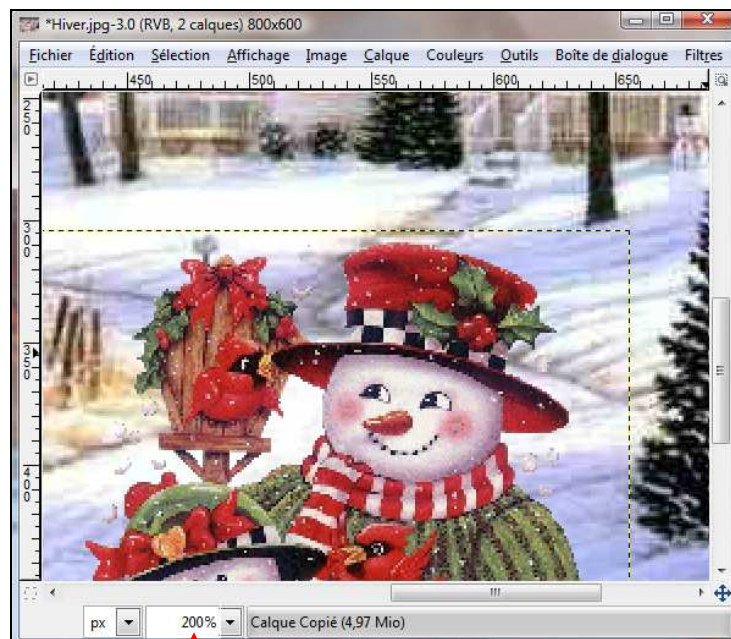 *Hiver.jpg-3.0 (RVB, 2 calques) 800x600
Fichier Édition Sélection Affichage Image Calque Couleurs Outils Boîte de dialogue Filtres
450 500 550 600 650
250
300
350
400
px 200% Calque Copié (4,97 Mio)